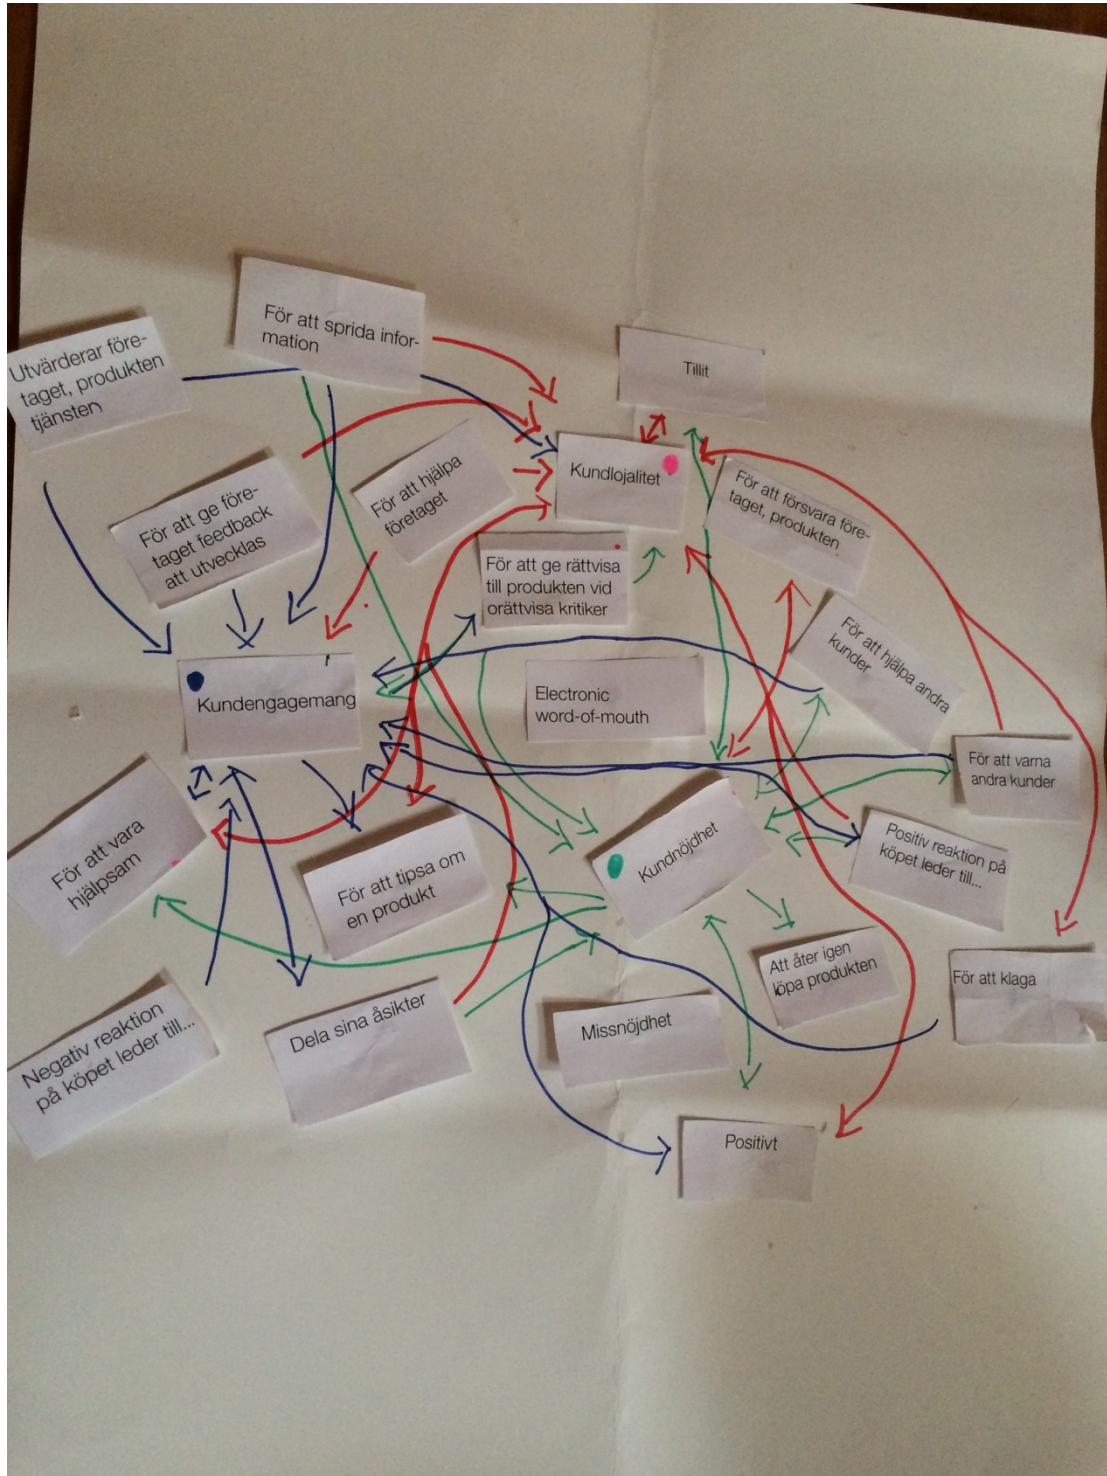 För att sprida infor-
mation
Utvärderar före-
taget, produkten
tjänsten
Tillit
För att ge före-
taget feedback
att utvecklas
För att hjälpa
företaget
Kundlojalitet
För att försvara före-
taget, produkten
För att ge rättvisa
till produkten vid
orättvisa kritiker
För att hjälpa andra
kunder
Kundengagemang
Electronic
word-of-mouth
För att varna
andra kunder
För att vara
hjälpsam
För att tipsa om
en produkt
Kundnöjdhet
Positiv reaktion på
köpet leder till...
Att åter igen
löpa produkten
För att klaga
Negativ reaktion
på köpet leder till...
Dela sina åsikter
Missnöjdhet
Positivt